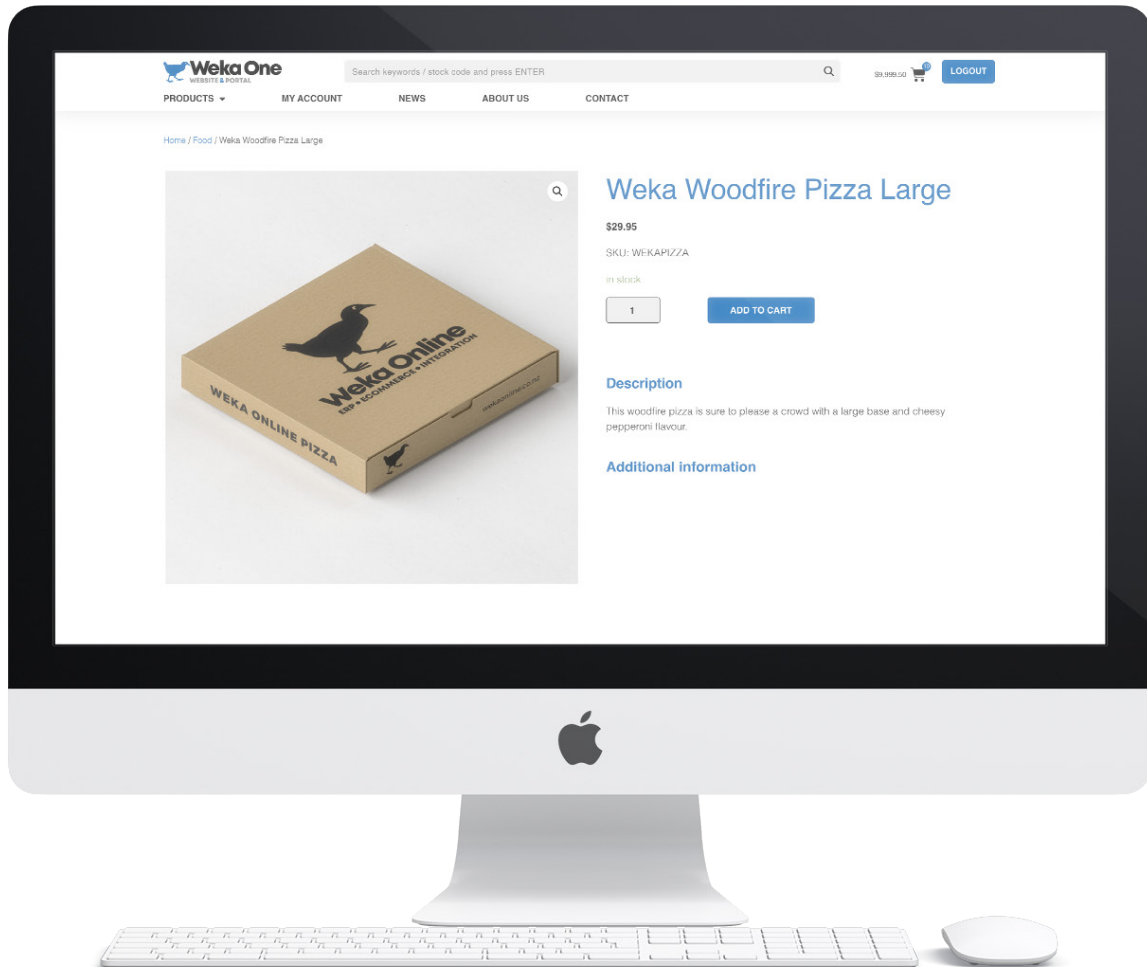 Weka One
WEBSITE & PORTAL
Search keywords / stock code and press ENTER
$9,999.50
LOGOUT
PRODUCTS
MY ACCOUNT
NEWS
ABOUT US
CONTACT
Home / Food / Weka Woodfire Pizza Large
Weka Woodfire Pizza Large
$29.95
SKU: WEKAPIZZA
in stock
1
ADD TO CART
Description
This woodfire pizza is sure to please a crowd with a large base and cheesy
pepperoni flavour.
Additional information
Weka Online
ERP • ECOMMERCE • INTEGRATION
WEKA ONLINE PIZZA
wekaonline.co.nz